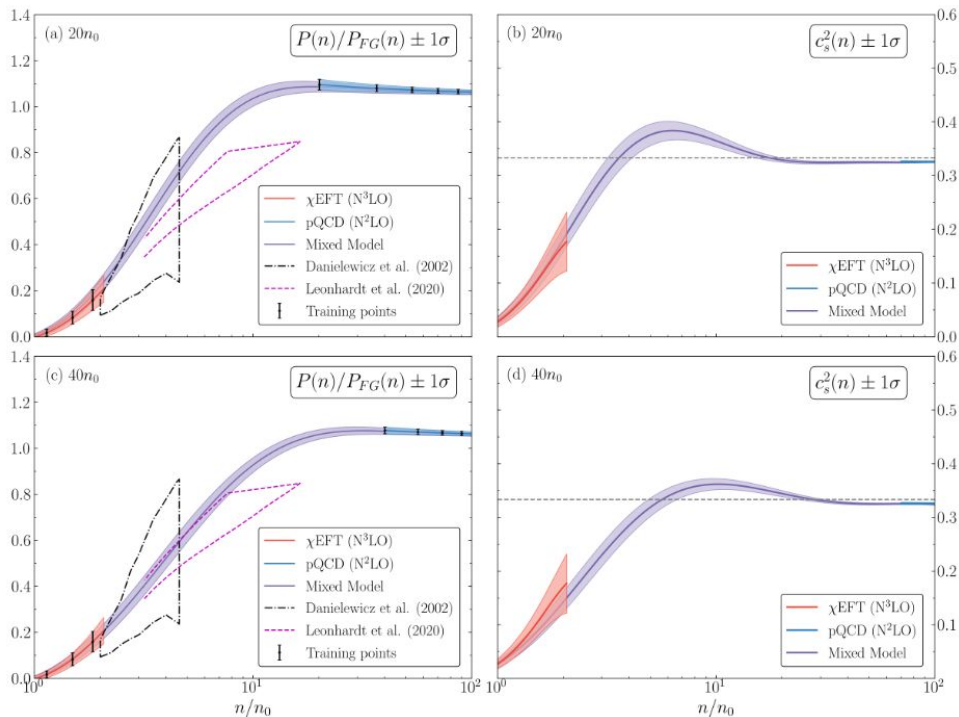 (a) 20n₀
P(n)/P_{FG}(n) ± 1σ
1.4
1.2
1.0
0.8
0.6
0.4
0.2
0.0
χEFT (N³LO)
pQCD (N²LO)
Mixed Model
Danielewicz et al. (2002)
Leonhardt et al. (2020)
Training points
(b) 20n₀
c_s²(n) ± 1σ
0.6
0.5
0.4
0.3
0.2
0.1
χEFT (N³LO)
pQCD (N²LO)
Mixed Model
(c) 40n₀
P(n)/P_{FG}(n) ± 1σ
1.4
1.2
1.0
0.8
0.6
0.4
0.2
0.0
χEFT (N³LO)
pQCD (N²LO)
Mixed Model
Danielewicz et al. (2002)
Leonhardt et al. (2020)
Training points
10⁰
10¹
10²
n/n₀
(d) 40n₀
c_s²(n) ± 1σ
0.6
0.5
0.4
0.3
0.2
0.1
χEFT (N³LO)
pQCD (N²LO)
Mixed Model
10⁰
10¹
10²
n/n₀